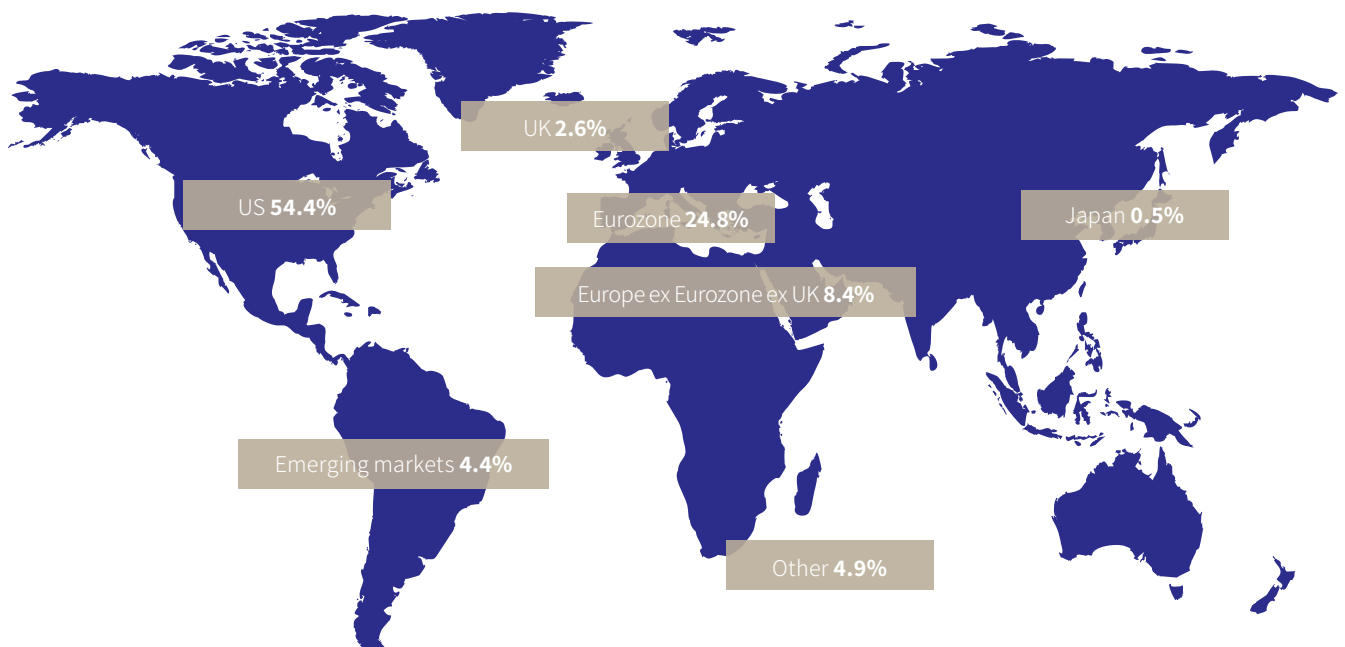 UK 2.6%
US 54.4%
Eurozone 24.8%
Japan 0.5%
Europe ex Eurozone ex UK 8.4%
Emerging markets 4.4%
Other 4.9%